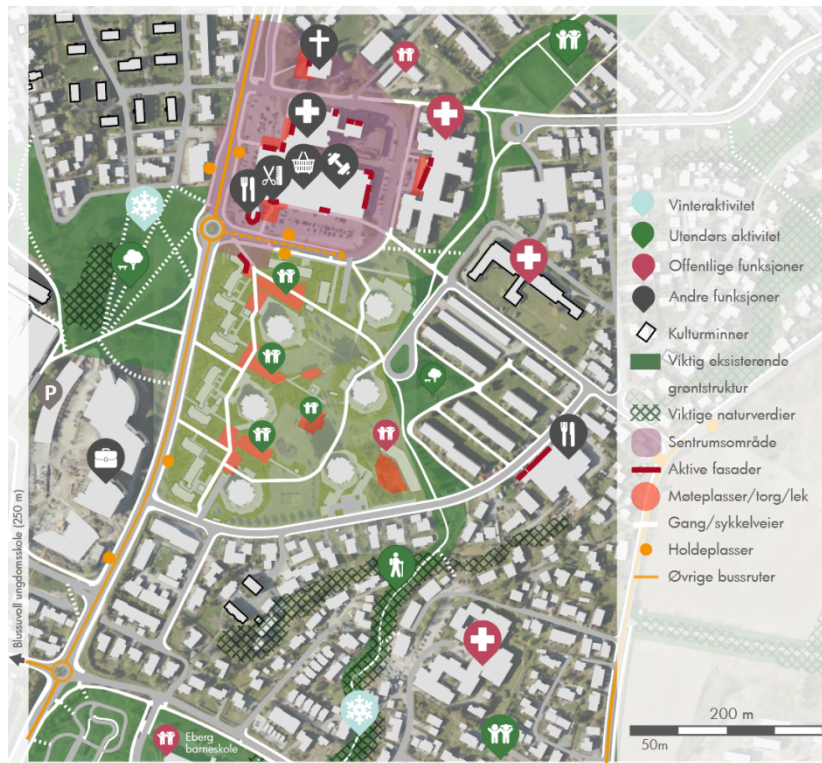 Vinteraktivitet
Utendørs aktivitet
Offentlige funksjoner
Andre funksjoner
Kulturminner
Viktig eksisterende
grøntstruktur
Viktige naturverdier
Sentrumsområde
Aktive fasader
Møteplasser/torg/lek
Gang/sykkelveier
Holdeplasser
Øvrige bussruter
200 m
50m
P
Blussuvoll ungdomsskole (250 m)
Eberg
barneskole